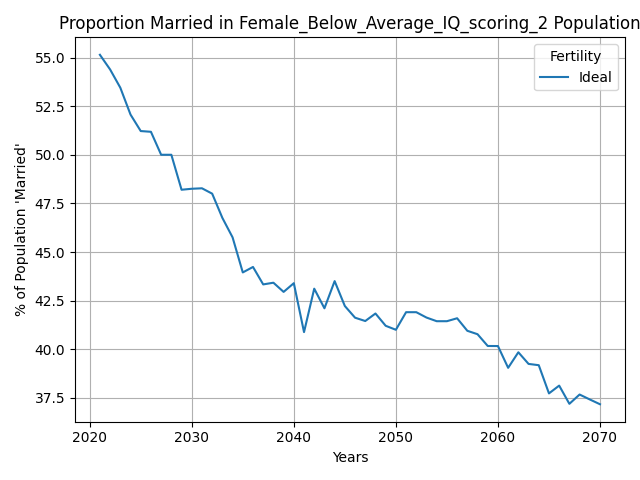 Proportion Married in Female_Below_Average_IQ_scoring_2 Population
Fertility
Ideal
% of Population 'Married'
55.0
52.5
50.0
47.5
45.0
42.5
40.0
37.5
2020 2030 2040 2050 2060 2070
Years